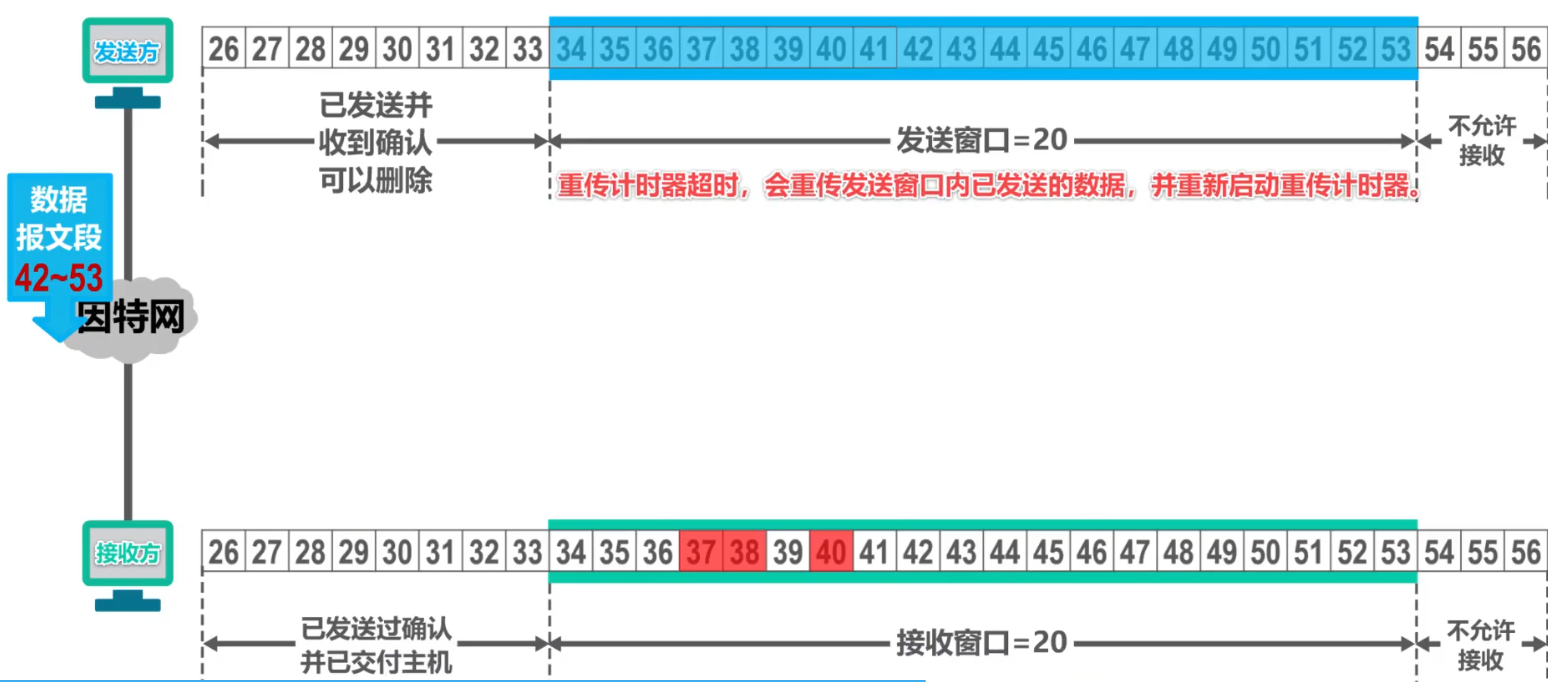 发送方
26 27 28 29 30 31 32 33 34 35 36 37 38 39 40 41 42 43 44 45 46 47 48 49 50 51 52 53 54 55 56
已发送并
收到确认
可以删除
发送窗口=20
不允许
接收
重传计时器超时，会重传发送窗口内已发送的数据，并重新启动重传计时器。
数据
报文段
42~53
因特网
接收方
26 27 28 29 30 31 32 33 34 35 36 37 38 39 40 41 42 43 44 45 46 47 48 49 50 51 52 53 54 55 56
已发送过确认
并已交付主机
接收窗口=20
不允许
接收